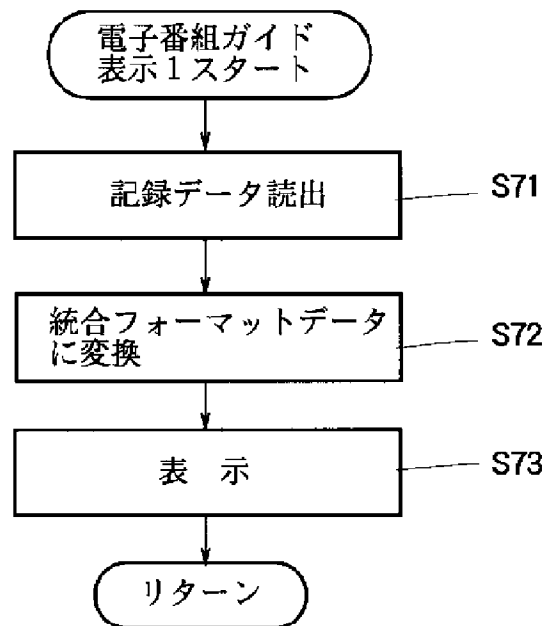 電子番組ガイド
表示1スタート
記録データ読出
S71
統合フォーマットデータ
に変換
S72
表 示
S73
リターン